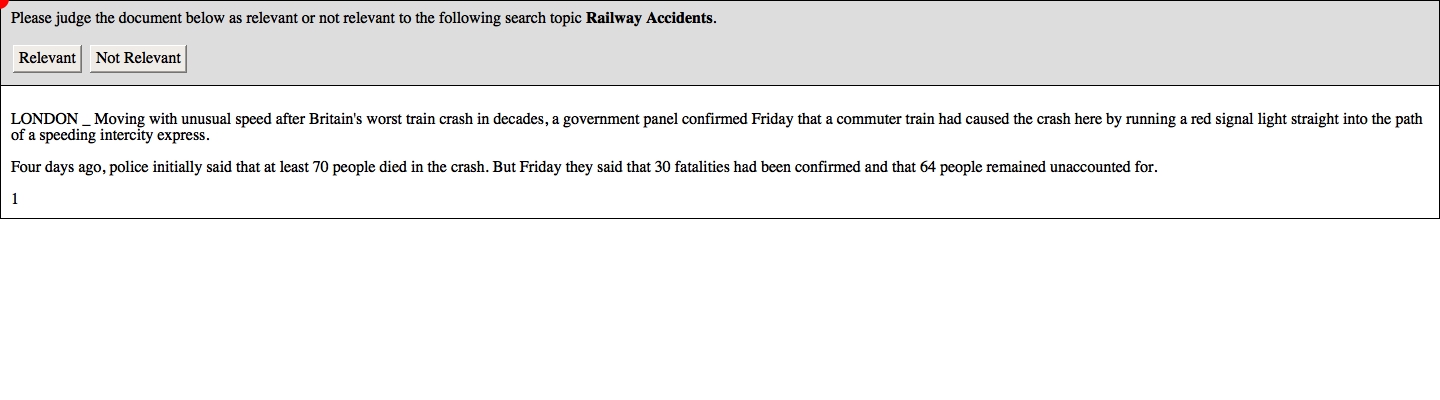 Please judge the document below as relevant or not relevant to the following search topic Railway Accidents.
Relevant Not Relevant
LONDON _ Moving with unusual speed after Britain's worst train crash in decades, a government panel confirmed Friday that a commuter train had caused the crash here by running a red signal light straight into the path
of a speeding intercity express.
Four days ago, police initially said that at least 70 people died in the crash. But Friday they said that 30 fatalities had been confirmed and that 64 people remained unaccounted for.
1